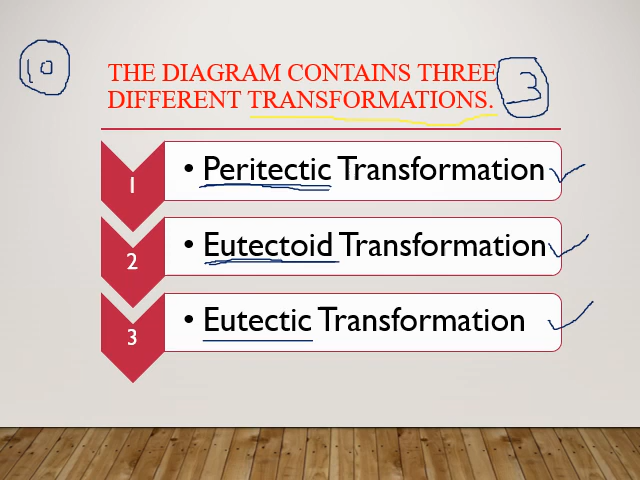 10
THE DIAGRAM CONTAINS THREE
DIFFERENT TRANSFORMATIONS.
3
1
• Peritectic Transformation
2
• Eutectoid Transformation
3
• Eutectic Transformation